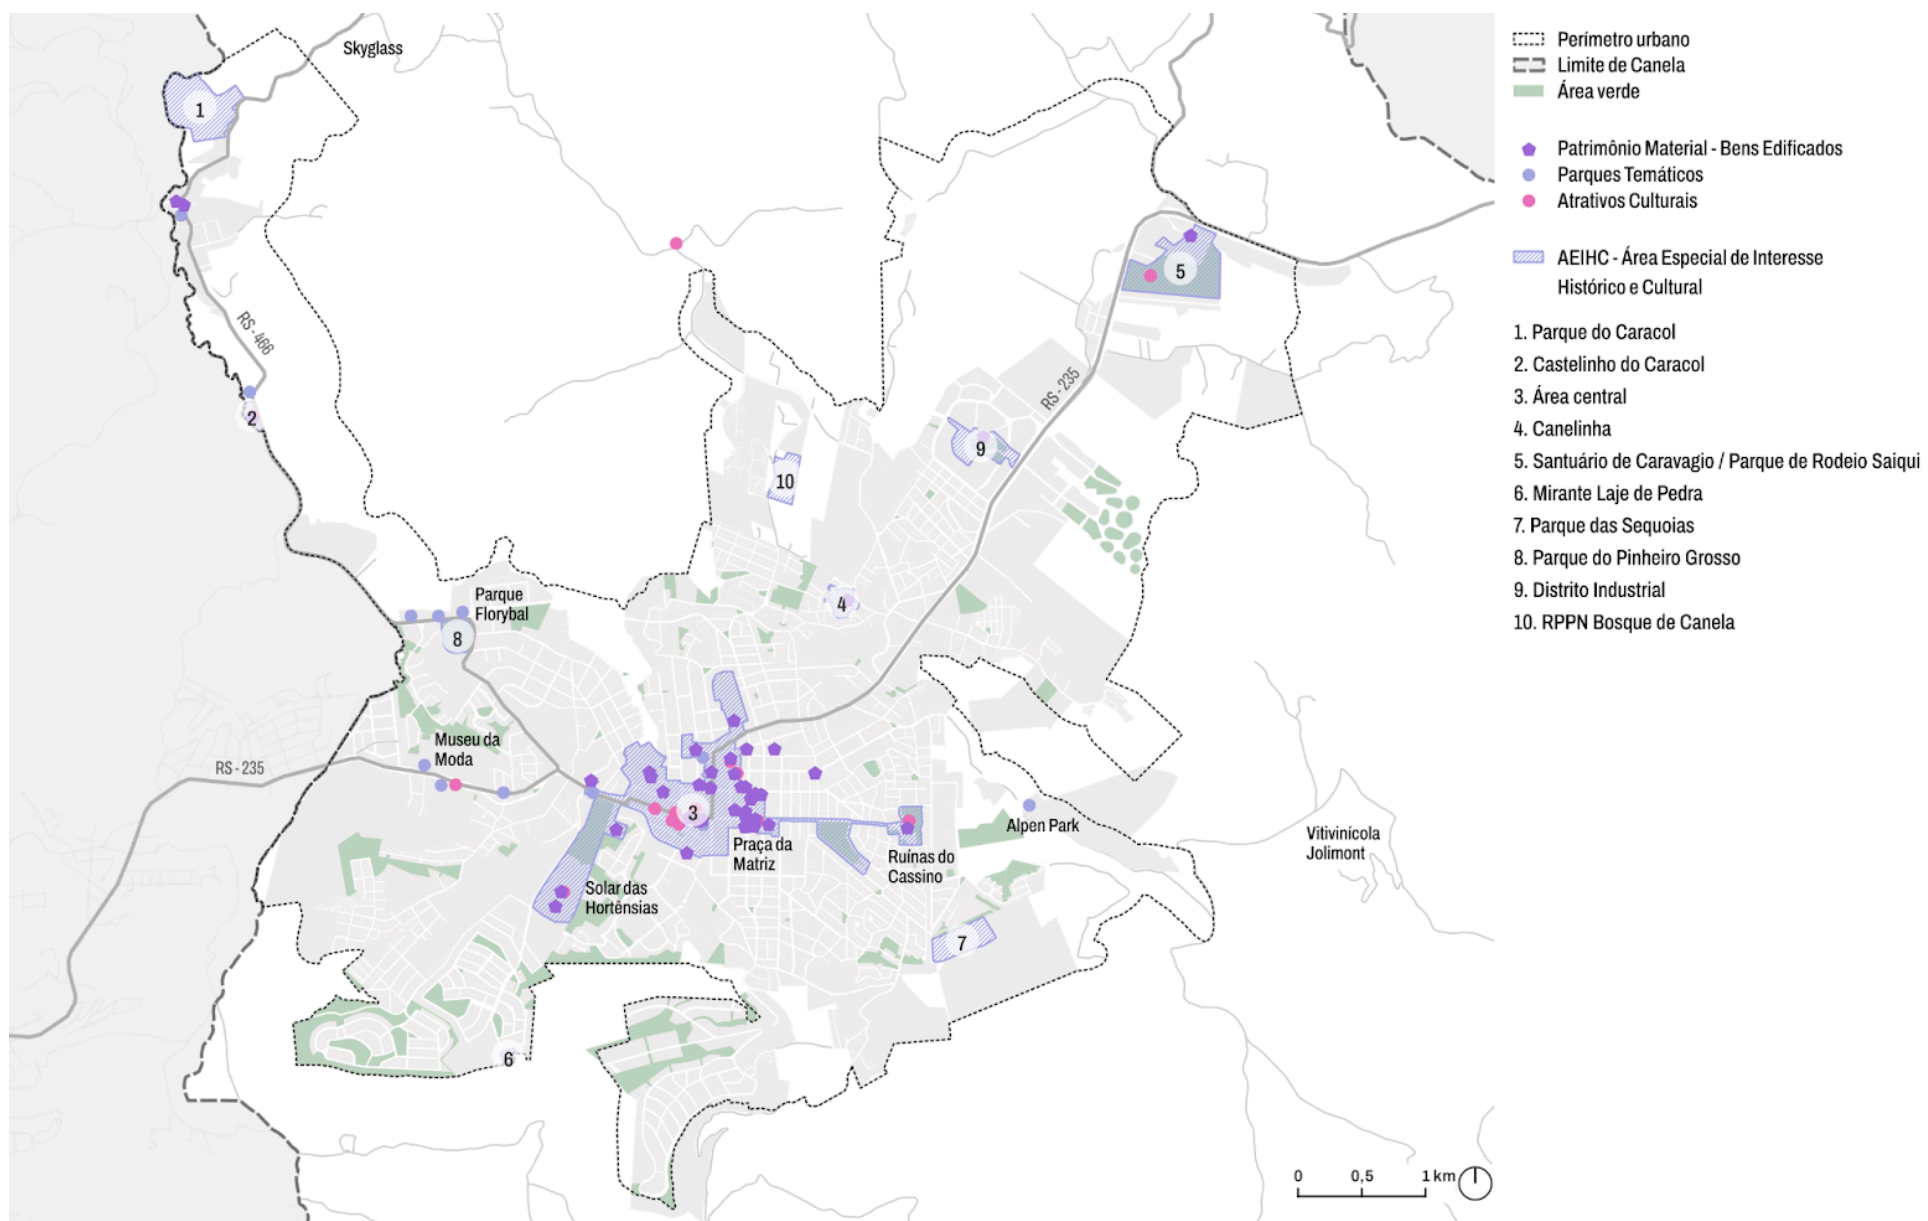 Skyglass
1
RS - 466
2
5
RS - 235
9
10
4
Parque
Florybal
8
Museu da
Moda
RS - 235
3
Praça da
Matriz
Ruínas do
Cassino
Alpen Park
Vitivinícola
Jolimont
Solar das
Hortênsias
7
6
0 0,5 1 km
Perímetro urbano
Limite de Canela
Área verde
Patrimônio Material - Bens Edificados
Parques Temáticos
Atrativos Culturais
AEIHC - Área Especial de Interesse
Histórico e Cultural
1. Parque do Caracol
2. Castelinho do Caracol
3. Área central
4. Canelinha
5. Santuário de Caravagio / Parque de Rodeio Saiqui
6. Mirante Laje de Pedra
7. Parque das Sequoias
8. Parque do Pinheiro Grosso
9. Distrito Industrial
10. RPPN Bosque de Canela